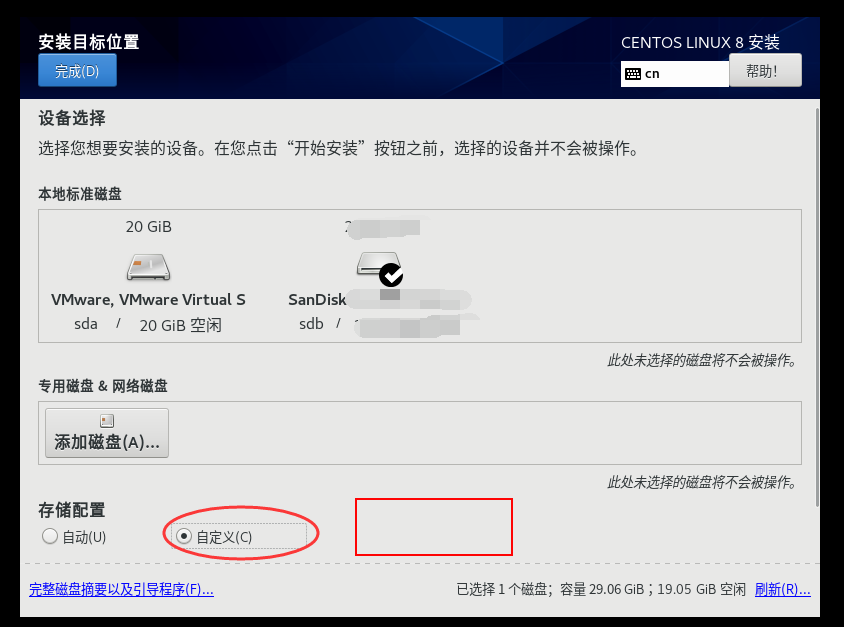 安装目标位置
CENTOS LINUX 8 安装
完成(D)
cn
帮助！
设备选择
选择您想要安装的设备。在您点击“开始安装”按钮之前，选择的设备并不会被操作。
本地标准磁盘
20 GiB
VMware, VMware Virtual S
SanDisk
sda / 20 GiB 空闲
sdb /
此处未选择的磁盘将不会被操作。
专用磁盘 & 网络磁盘
添加磁盘(A)...
此处未选择的磁盘将不会被操作。
存储配置
自动(U)
自定义(C)
完整磁盘摘要以及引导程序(F)...
已选择 1 个磁盘；容量 29.06 GiB；19.05 GiB 空闲 刷新(R)...